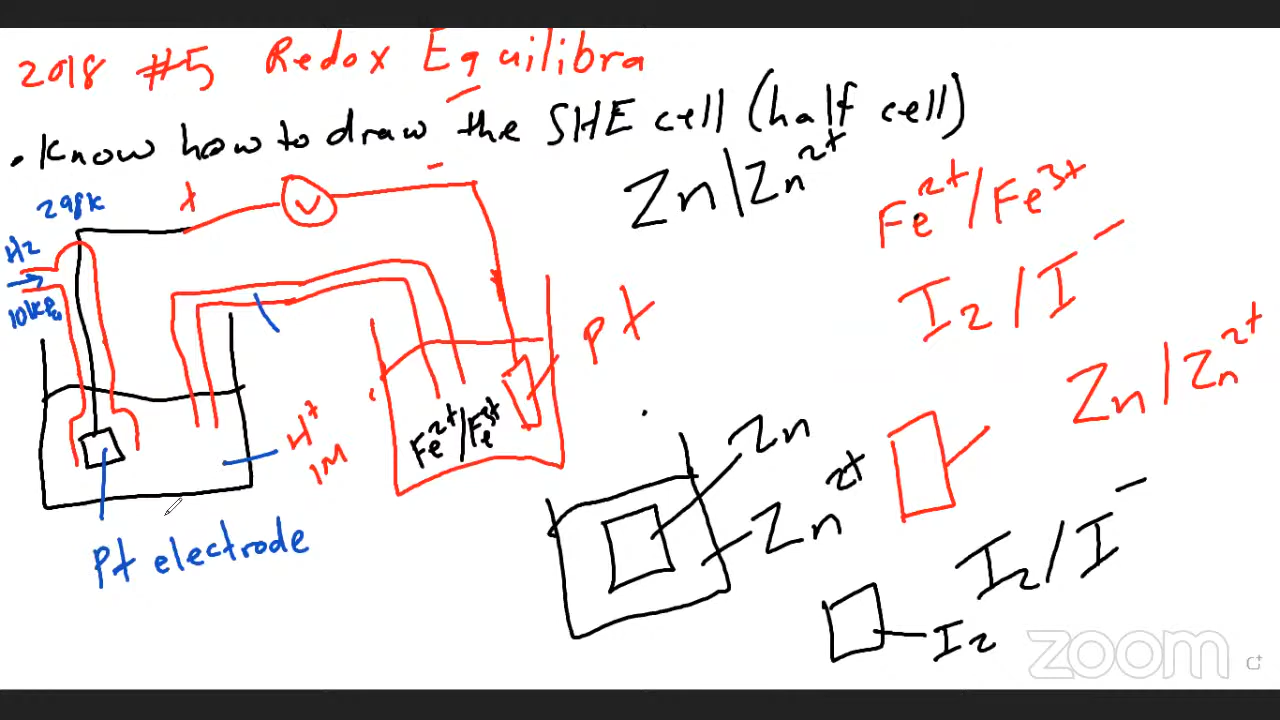 2018 #5 Redox Equilibra
• Know how to draw the SHE cell (half cell)
Zn/Zn²⁺
Fe²⁺/Fe³⁺
I₂/I⁻
Zn/Zn²⁺
298K
+
V
-
H₂
Pt
Fe²⁺/Fe³⁺
H⁺
1M
Pt electrode
Zn
Zn²⁺
I₂/I⁻
I₂
zoom